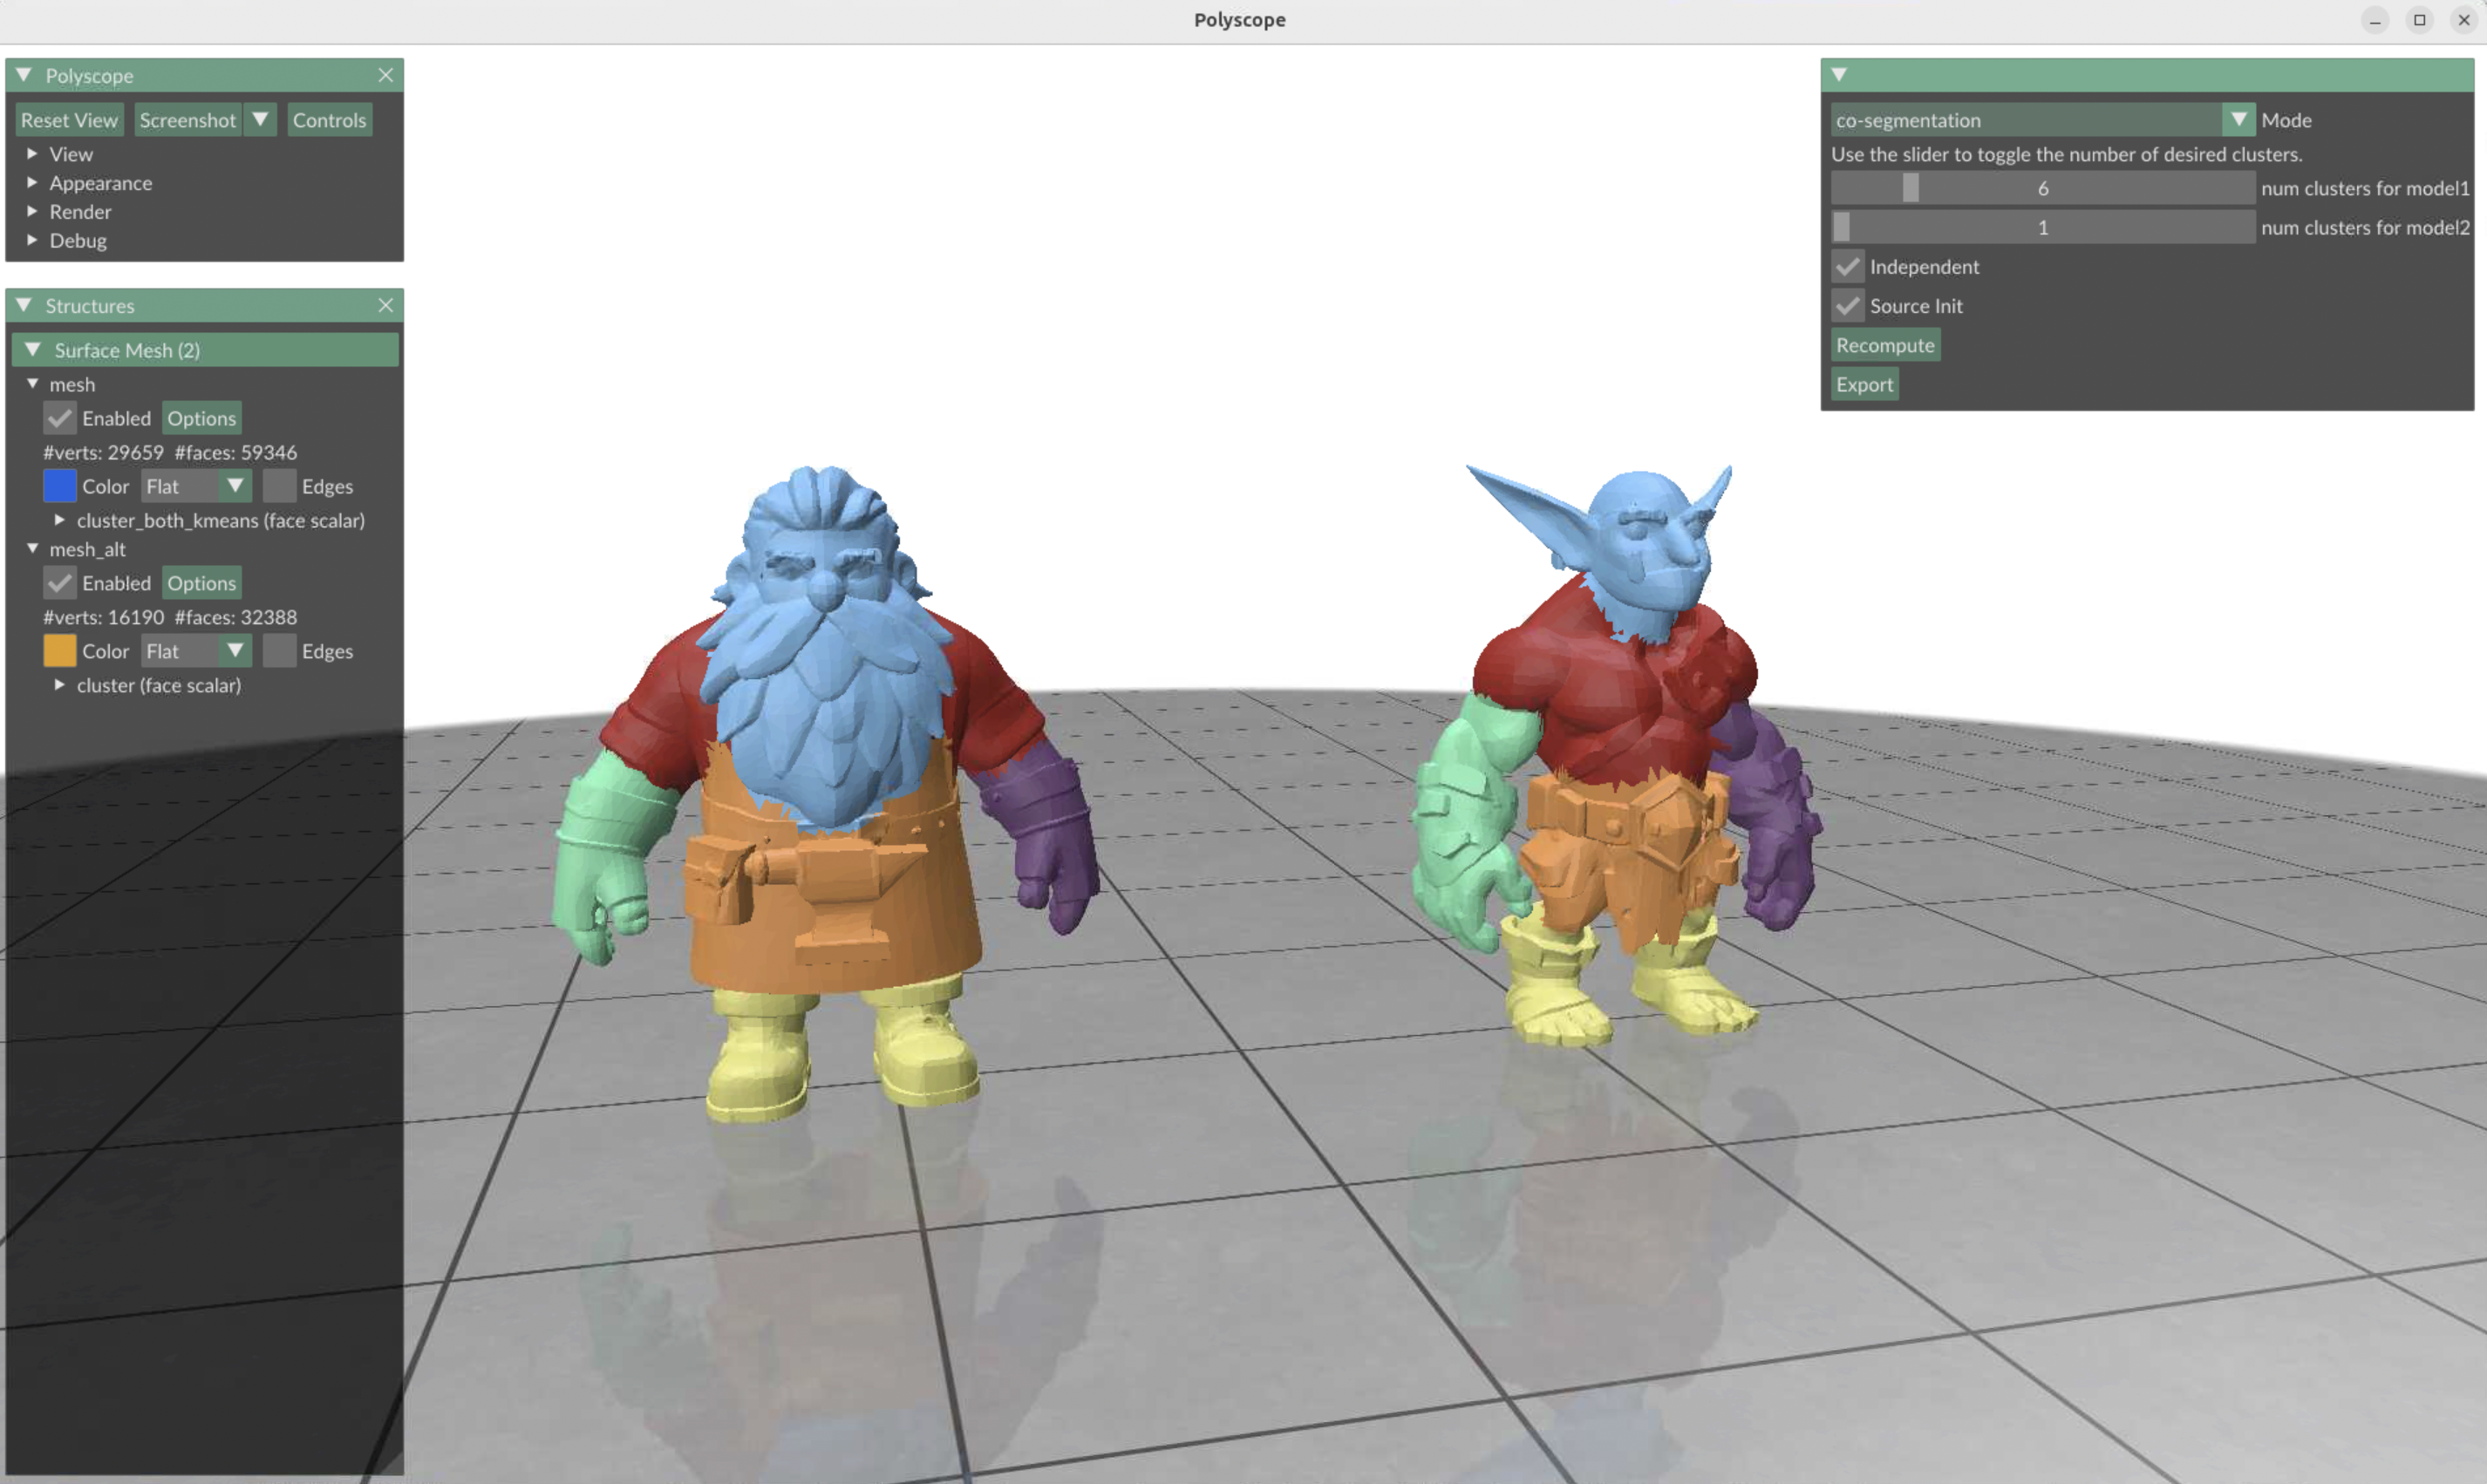 Polyscope
Polyscope
Reset View Screenshot Controls
View
Appearance
Render
Debug
Structures
Surface Mesh (2)
mesh
Enabled Options
#verts: 29659 #faces: 59346
Color Flat Edges
cluster_both_kmeans (face scalar)
mesh_alt
Enabled Options
#verts: 16190 #faces: 32388
Color Flat Edges
cluster (face scalar)
co-segmentation Mode
Use the slider to toggle the number of desired clusters.
6 num clusters for model1
1 num clusters for model2
Independent
Source Init
Recompute
Export